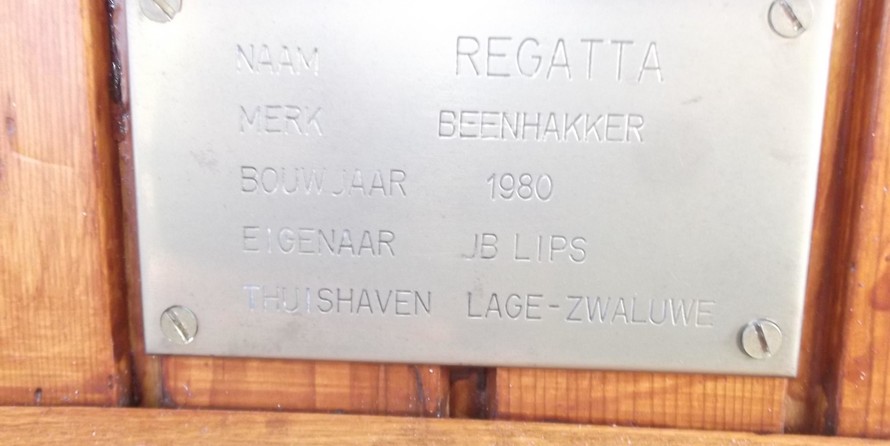 NAAM REGATTA
MERK BEENHAKKER
BOUWJAAR 1980
EIGENAAR JB LIPS
THUISHAVEN LAGE-ZWALUWE